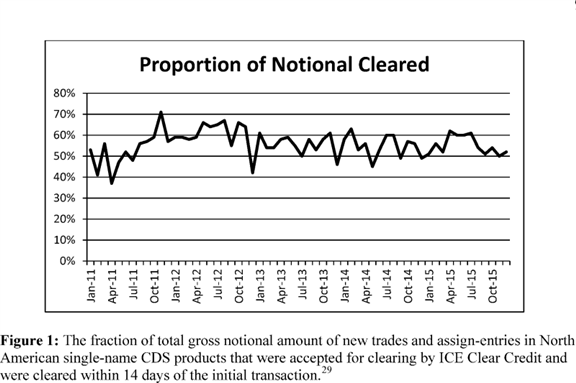 Proportion of Notional Cleared
80%
70%
60%
50%
40%
30%
20%
10%
0%
Jan-11
Apr-11
Jul-11
Oct-11
Jan-12
Apr-12
Jul-12
Oct-12
Jan-13
Apr-13
Jul-13
Oct-13
Jan-14
Apr-14
Jul-14
Oct-14
Jan-15
Apr-15
Jul-15
Oct-15
Figure 1: The fraction of total gross notional amount of new trades and assign-entries in North
American single-name CDS products that were accepted for clearing by ICE Clear Credit and
were cleared within 14 days of the initial transaction.29